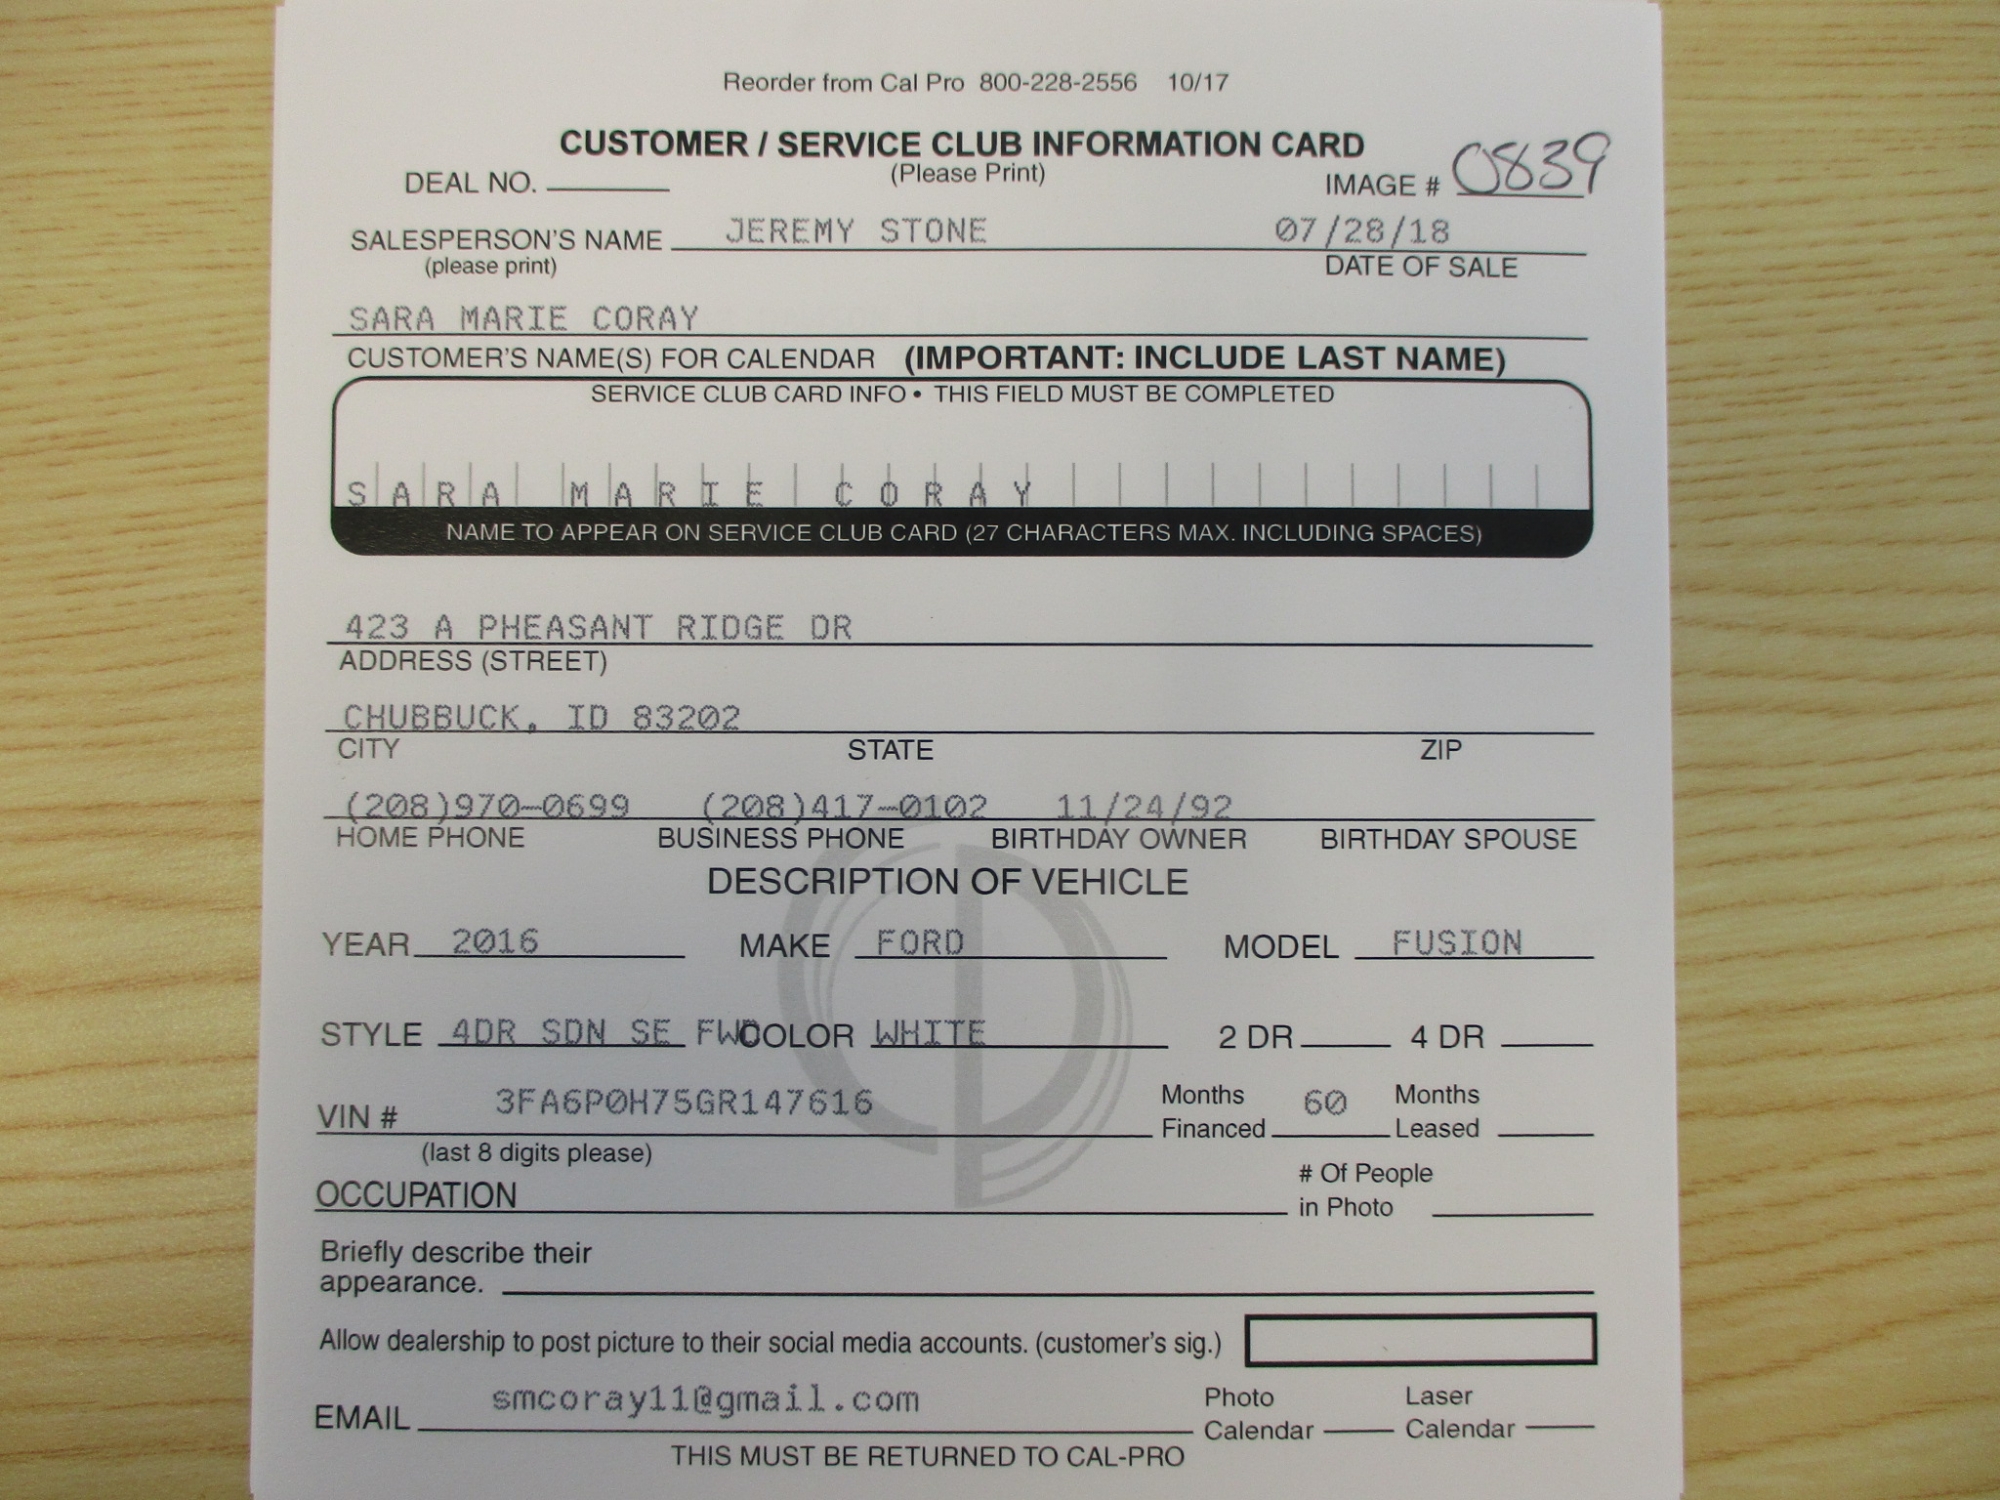 Reorder from Cal Pro 800-228-2556 10/17
CUSTOMER / SERVICE CLUB INFORMATION CARD
(Please Print)
DEAL NO. IMAGE # 0839
SALESPERSON'S NAME JEREMY STONE 07/28/18
(please print) DATE OF SALE
SARA MARIE CORAY
CUSTOMER'S NAME(S) FOR CALENDAR (IMPORTANT: INCLUDE LAST NAME)
SERVICE CLUB CARD INFO • THIS FIELD MUST BE COMPLETED
SARA MARIE CORAY
NAME TO APPEAR ON SERVICE CLUB CARD (27 CHARACTERS MAX. INCLUDING SPACES)
423 A PHEASANT RIDGE DR
ADDRESS (STREET)
CHUBBUCK, ID 83202
CITY STATE ZIP
(208)970-0699 (208)417-0102 11/24/92
HOME PHONE BUSINESS PHONE BIRTHDAY OWNER BIRTHDAY SPOUSE
DESCRIPTION OF VEHICLE
YEAR 2016 MAKE FORD MODEL FUSION
STYLE 4DR SDN SE FWD COLOR WHITE 2 DR 4 DR
VIN # 3FA6P0H75GR147616 Months Financed 60 Months Leased
(last 8 digits please)
OCCUPATION # Of People in Photo
Briefly describe their
appearance.
Allow dealership to post picture to their social media accounts. (customer's sig.)
EMAIL smcoray11@gmail.com Photo Calendar Laser Calendar
THIS MUST BE RETURNED TO CAL-PRO